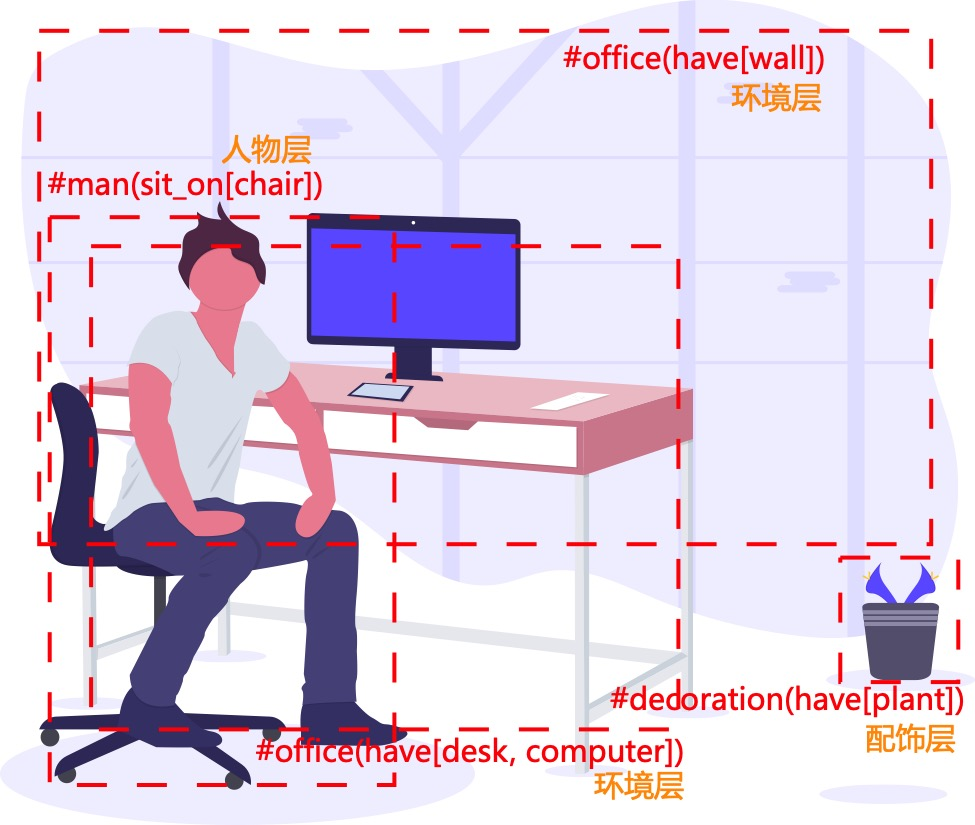 #office(have[wall])
环境层
人物层
#man(sit_on[chair])
#decoration(have[plant])
配饰层
#office(have[desk, computer])
环境层